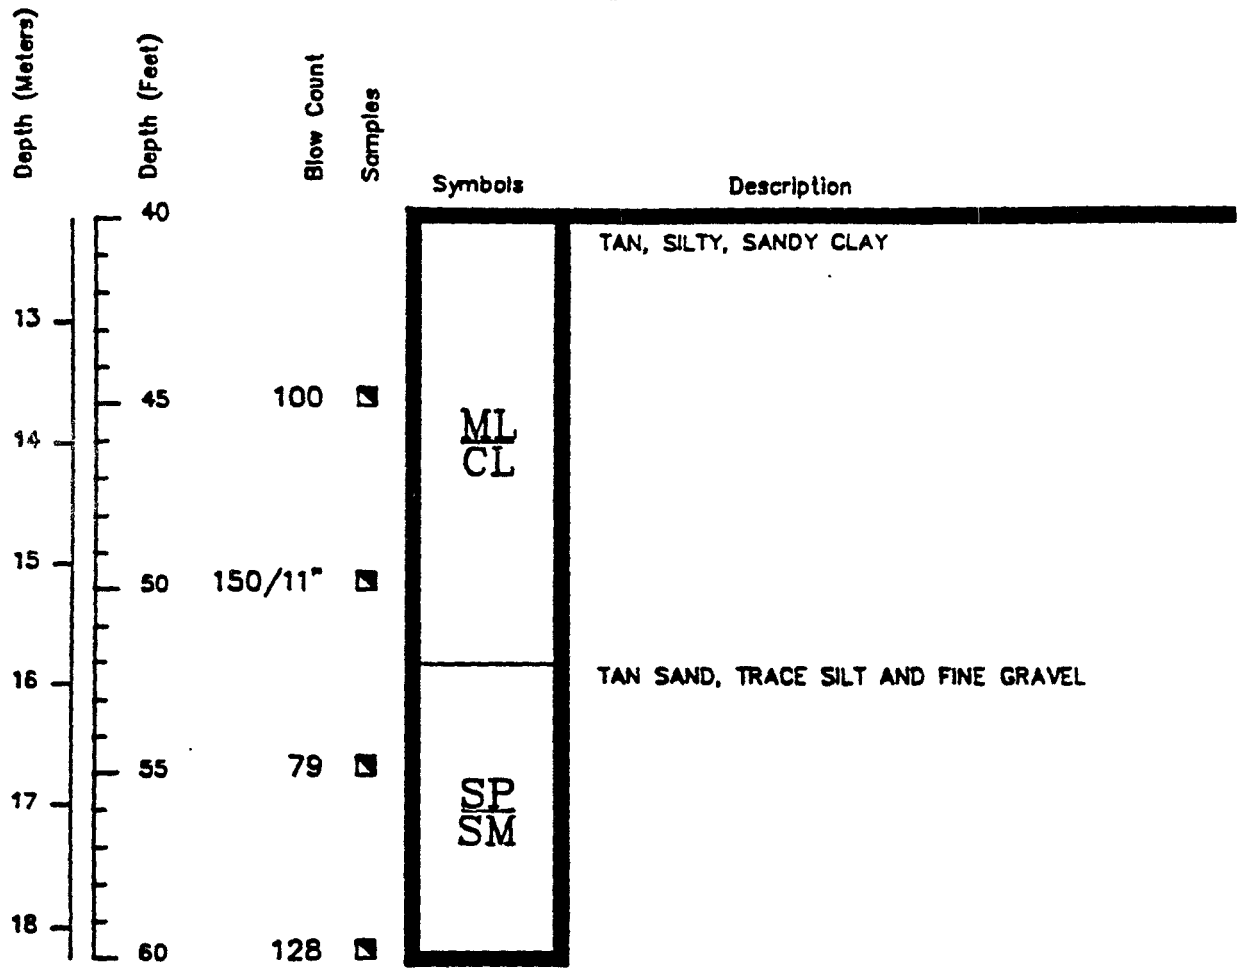 Depth (Meters)
Depth (Feet)
Blow Count
Samples
Symbols
Description
40
TAN, SILTY, SANDY CLAY
13
45
100
ML
CL
14
15
50
150/11"
16
TAN SAND, TRACE SILT AND FINE GRAVEL
55
79
SP
SM
17
18
60
128